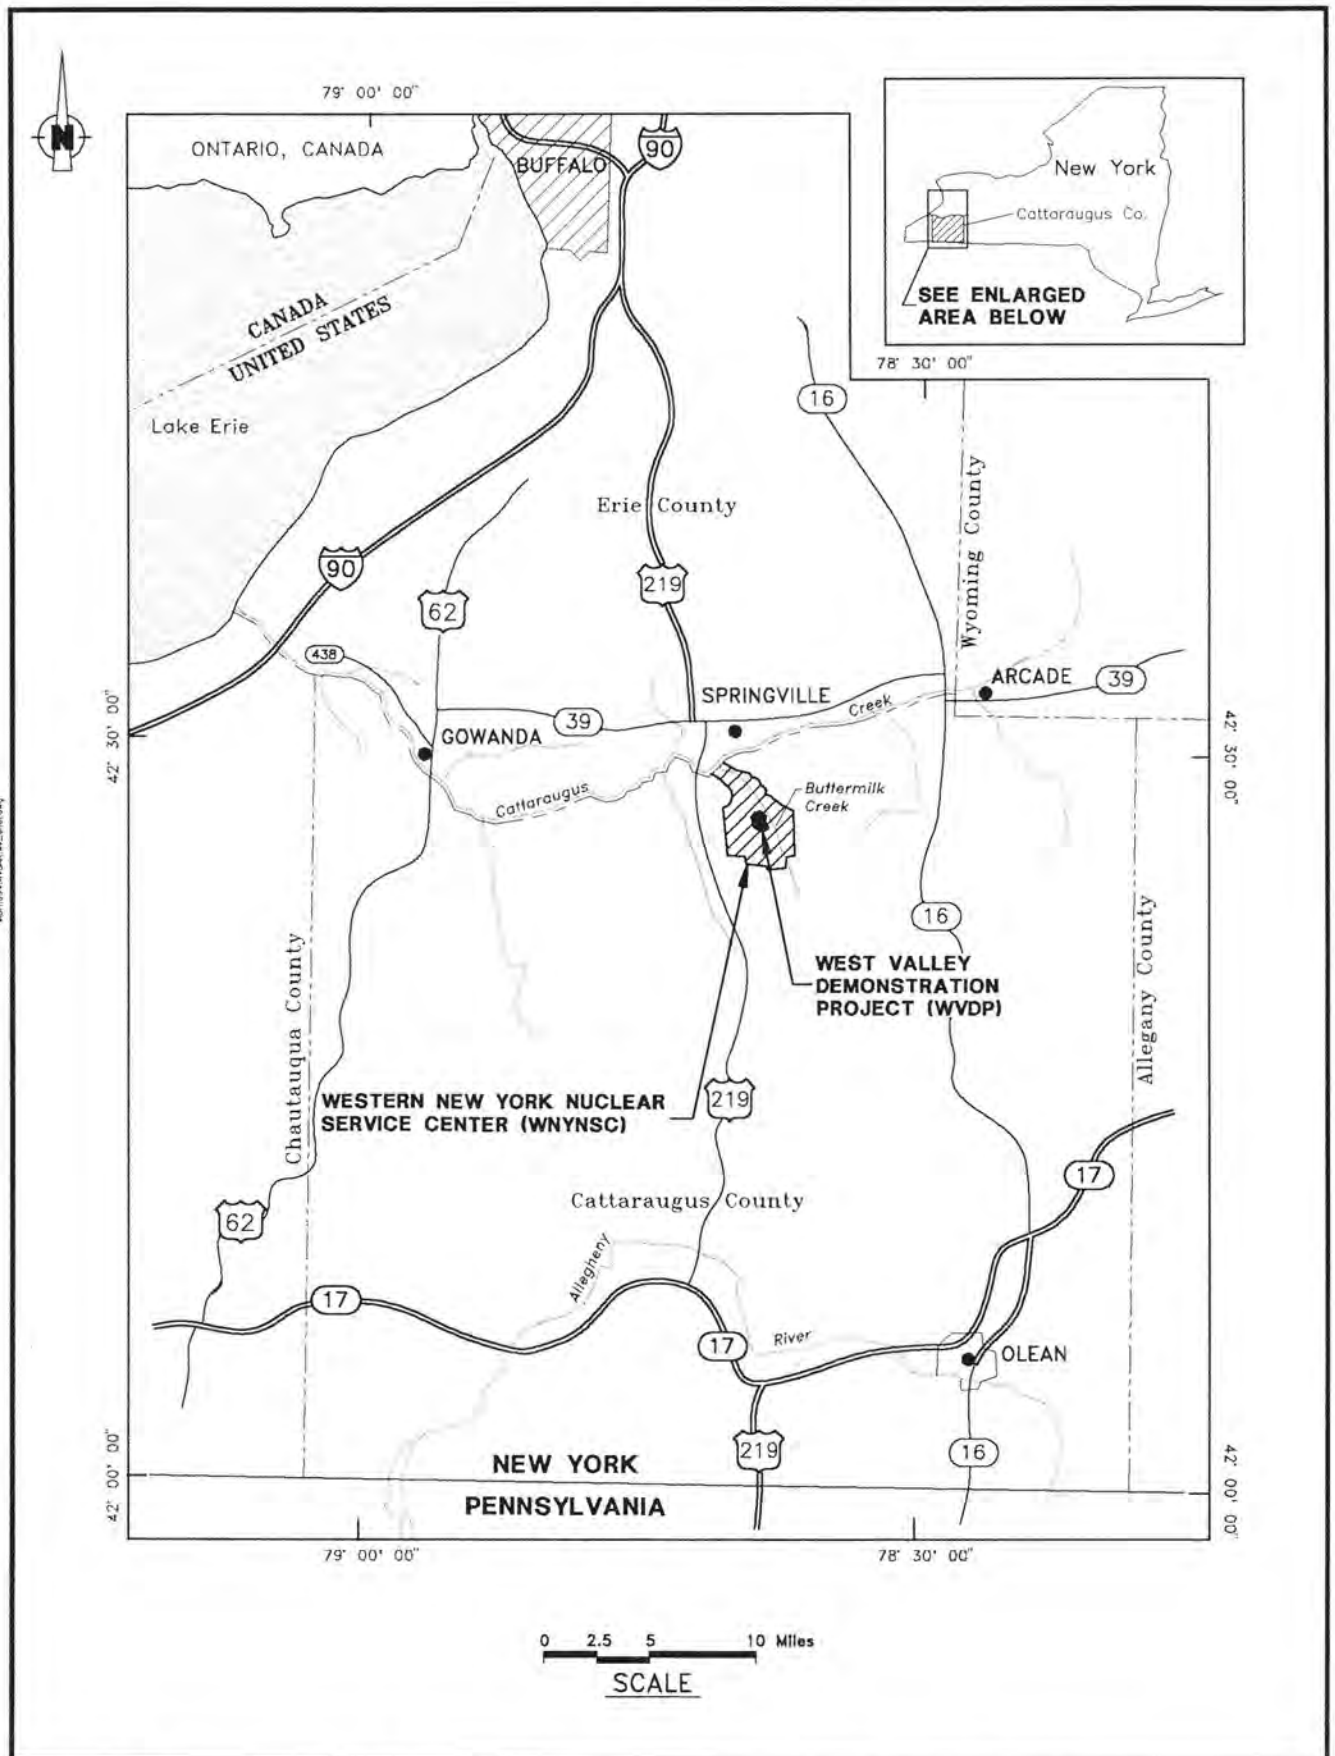 79° 00' 00"
N
ONTARIO, CANADA
BUFFALO
90
New York
Cattaraugus Co.
SEE ENLARGED
AREA BELOW
CANADA
UNITED STATES
78° 30' 00"
16
Lake Erie
Erie County
Wyoming County
90
219
62
438
ARCADE
39
SPRINGVILLE
Creek
39
GOWANDA
42° 30' 00"
42° 30' 00"
Cattaraugus
Buttermilk
Creek
16
Chautauqua County
Allegany County
WEST VALLEY
DEMONSTRATION
PROJECT (WVDP)
WESTERN NEW YORK NUCLEAR
SERVICE CENTER (WNYNSC)
219
17
Cattaraugus County
62
Allegheny
17
17
River
OLEAN
219
16
NEW YORK
PENNSYLVANIA
42° 00' 00"
42° 00' 00"
79° 00' 00"
78° 30' 00"
0 2.5 5 10 Miles
SCALE